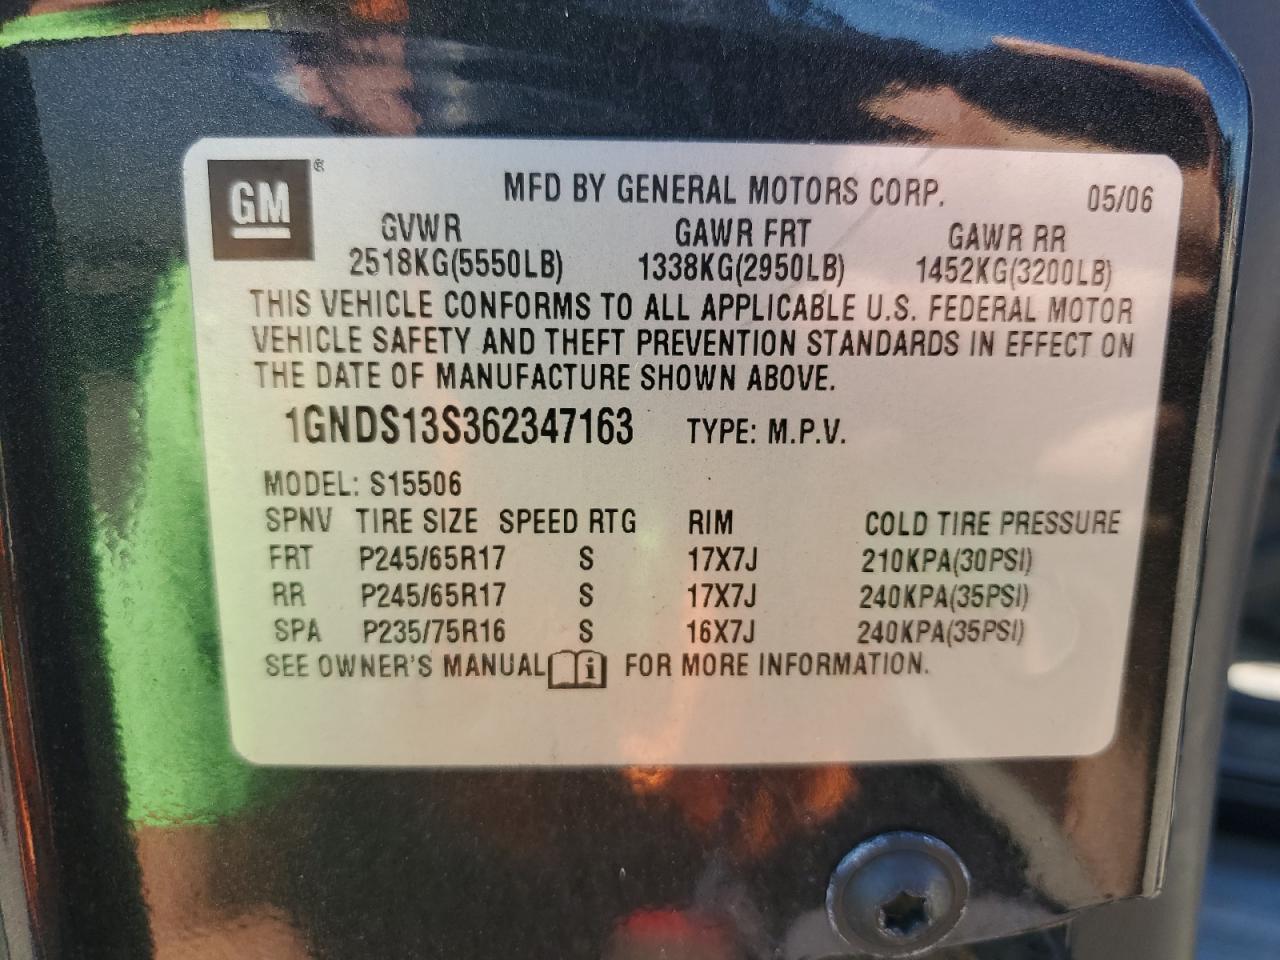 GM ®
MFD BY GENERAL MOTORS CORP. 05/06
GVWR GAWR FRT GAWR RR
2518KG(5550LB) 1338KG(2950LB) 1452KG(3200LB)
THIS VEHICLE CONFORMS TO ALL APPLICABLE U.S. FEDERAL MOTOR
VEHICLE SAFETY AND THEFT PREVENTION STANDARDS IN EFFECT ON
THE DATE OF MANUFACTURE SHOWN ABOVE.
1GNDS13S362347163 TYPE: M.P.V.
MODEL: S15506
SPNV TIRE SIZE SPEED RTG RIM COLD TIRE PRESSURE
FRT P245/65R17 S 17X7J 210KPA(30PSI)
RR P245/65R17 S 17X7J 240KPA(35PSI)
SPA P235/75R16 S 16X7J 240KPA(35PSI)
SEE OWNER'S MANUAL i FOR MORE INFORMATION.